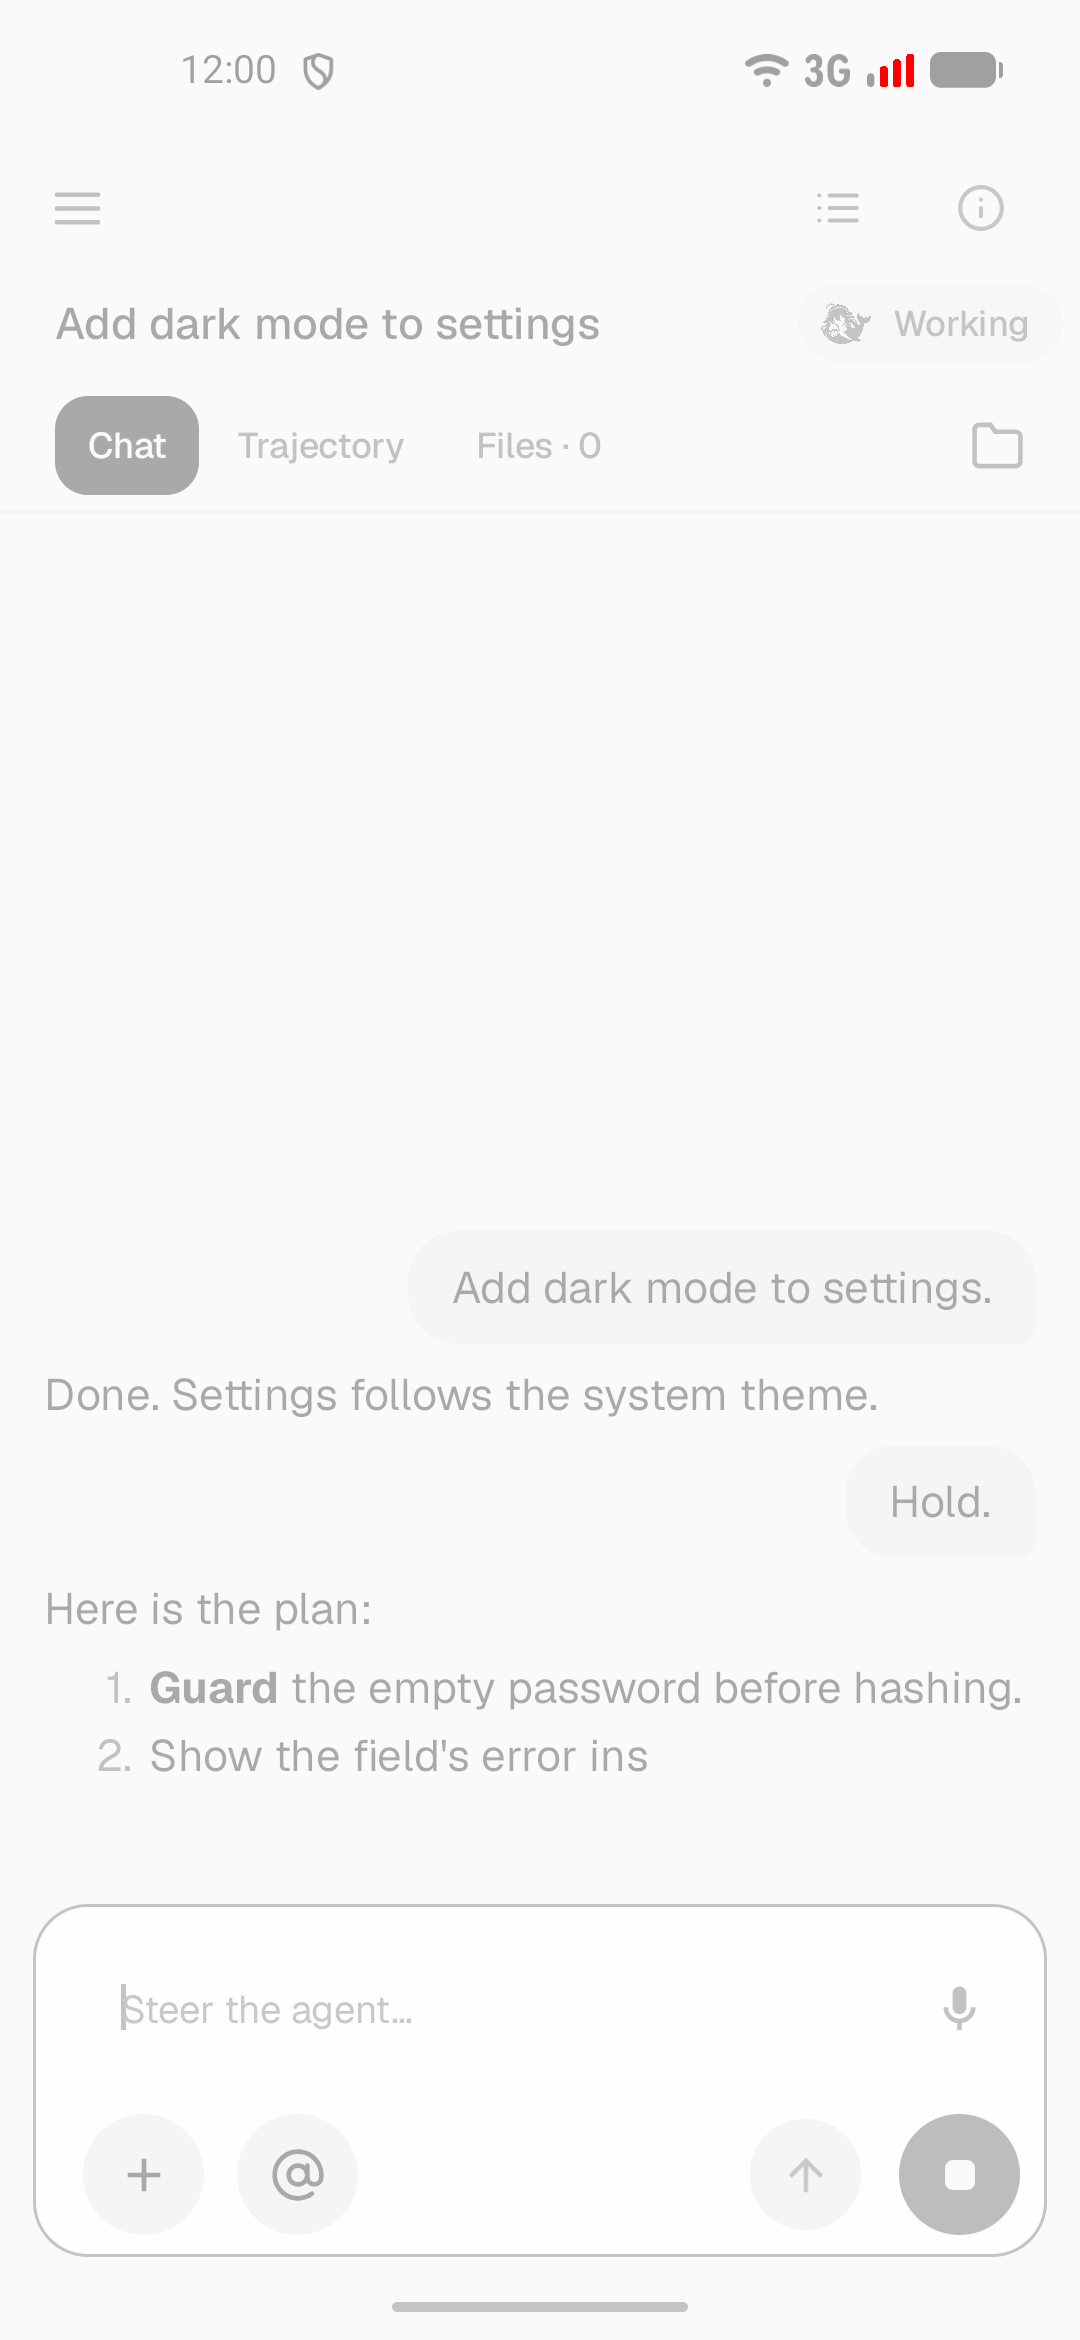 12:00
3G
Add dark mode to settings
Working
Chat
Trajectory
Files · 0
Add dark mode to settings.
Done. Settings follows the system theme.
Hold.
Here is the plan:
1. Guard the empty password before hashing.
2. Show the field's error ins
Steer the agent...